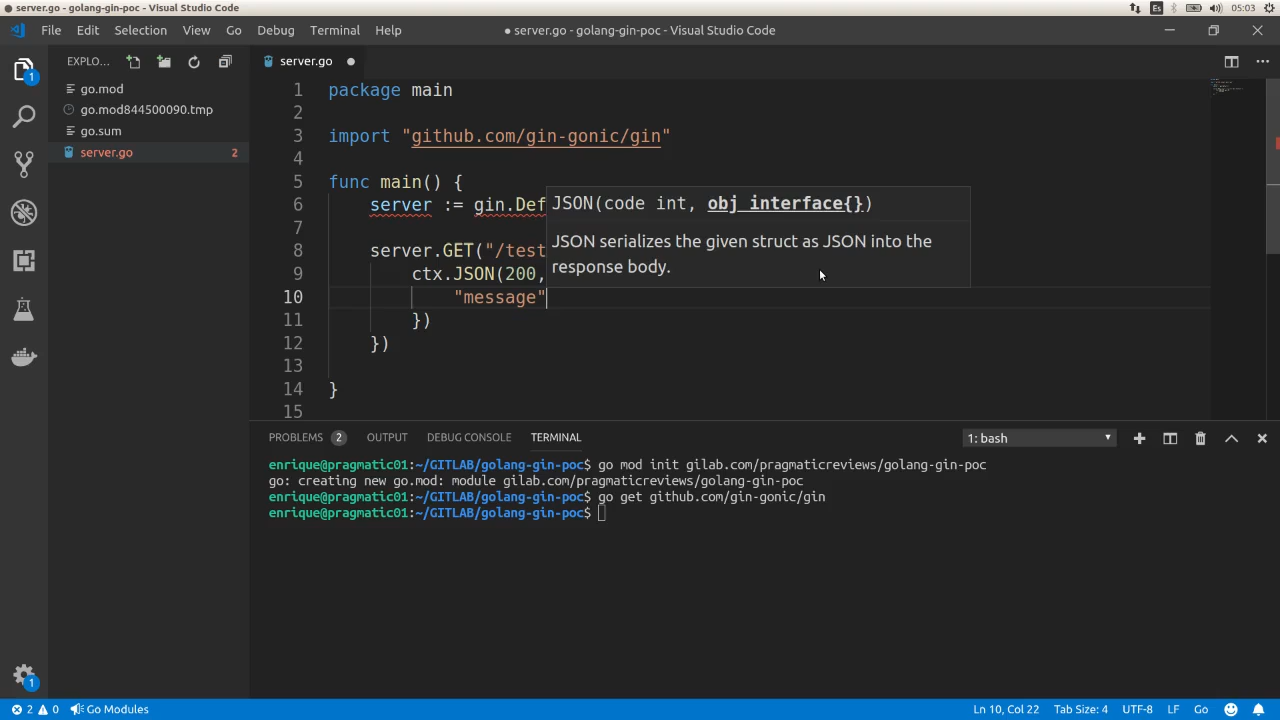 server.go - golang-gin-poc - Visual Studio Code
Es
05:03
File Edit Selection View Go Debug Terminal Help
● server.go - golang-gin-poc - Visual Studio Code
EXPLO...
server.go ●
1
go.mod
go.mod844500090.tmp
go.sum
server.go 2
1 package main
2
3 import "github.com/gin-gonic/gin"
4
5 func main() {
6 server := gin.Def
7
8 server.GET("/test
9 ctx.JSON(200,
10 "message"
11 })
12 })
13
14 }
15
JSON(code int, obj interface{})
JSON serializes the given struct as JSON into the
response body.
PROBLEMS 2 OUTPUT DEBUG CONSOLE TERMINAL
1: bash
enrique@pragmatic01:~/GITLAB/golang-gin-poc$ go mod init gilab.com/pragmaticreviews/golang-gin-poc
go: creating new go.mod: module gilab.com/pragmaticreviews/golang-gin-poc
enrique@pragmatic01:~/GITLAB/golang-gin-poc$ go get github.com/gin-gonic/gin
enrique@pragmatic01:~/GITLAB/golang-gin-poc$
1
2 0 Go Modules
Ln 10, Col 22 Tab Size: 4 UTF-8 LF Go